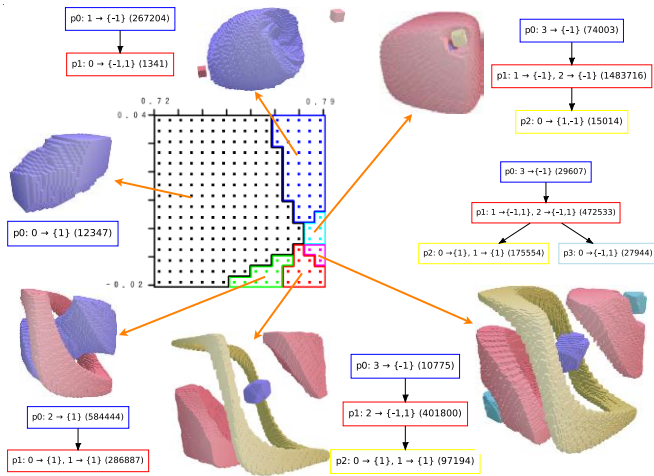 p0: 1 → {-1} (267204)
p1: 0 → {-1,1} (1341)
0.72
0.79
0.04
-0.02
p0: 3 → {-1} (74003)
p1: 1 → {-1}, 2 → {-1} (1483716)
p2: 0 → {1,-1} (15014)
p0: 0 → {1} (12347)
p0: 3 →{-1} (29607)
p1: 1 →{-1,1}, 2 →{-1,1} (472533)
p2: 0 →{1}, 1 → {1} (175554)
p3: 0 →{-1,1} (27944)
p0: 2 → {1} (584444)
p1: 0 → {1}, 1 → {1} (286887)
p0: 3 → {-1} (10775)
p1: 2 → {-1,1} (401800)
p2: 0 → {1}, 1 → {1} (97194)